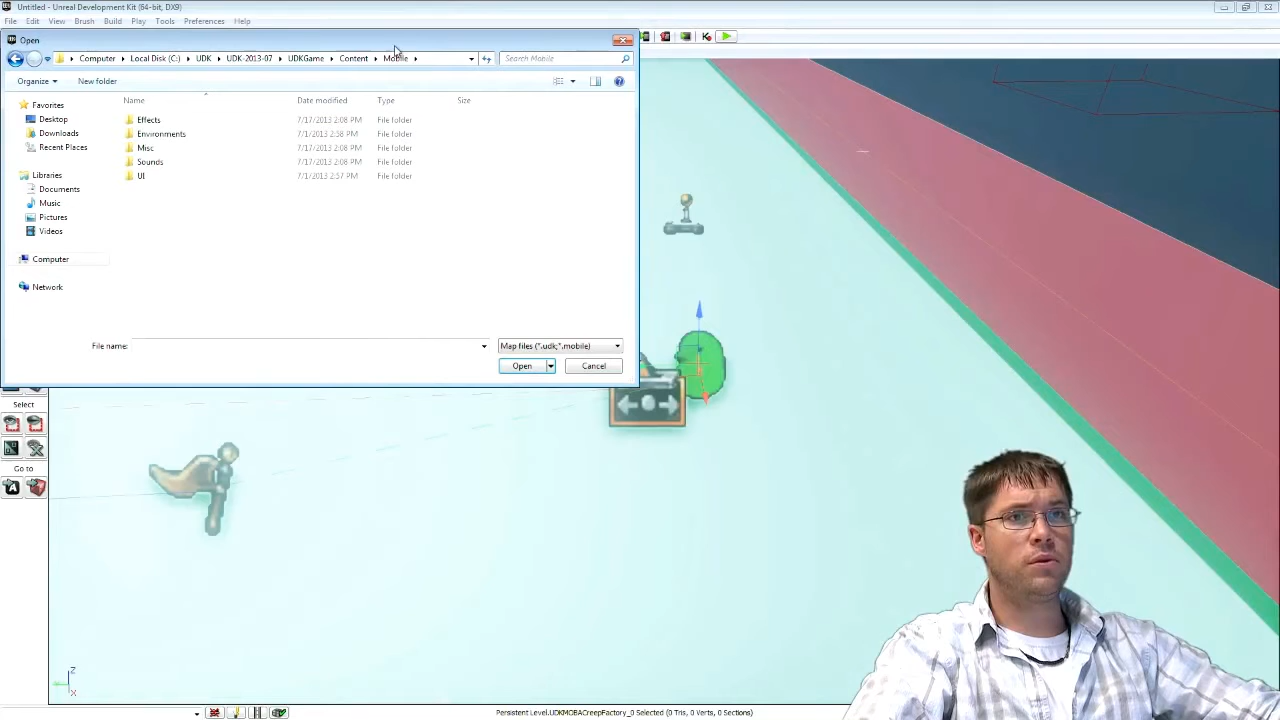 Untitled - Unreal Development Kit (64-bit, DX9)
File Edit View Brush Build Play Tools Preferences Help
Open
Computer Local Disk (C:) UDK UDK-2013-07 UDKGame Content Mobile Search Mobile
Organize New folder
Name Date modified Type Size
Favorites
Desktop
Downloads
Recent Places
Libraries
Documents
Music
Pictures
Videos
Computer
Network
Effects 7/17/2013 2:08 PM File folder
Environments 7/1/2013 2:38 PM File folder
Misc 7/17/2013 2:08 PM File folder
Sounds 7/17/2013 2:08 PM File folder
UI 7/1/2013 2:37 PM File folder
File name: Map files (*.udk;*.mobile)
Open Cancel
Select
Go to
Z
X
Persistent Level.UDKMOBACreepFactory_0 Selected (0 Tris, 0 Verts, 0 Sections)